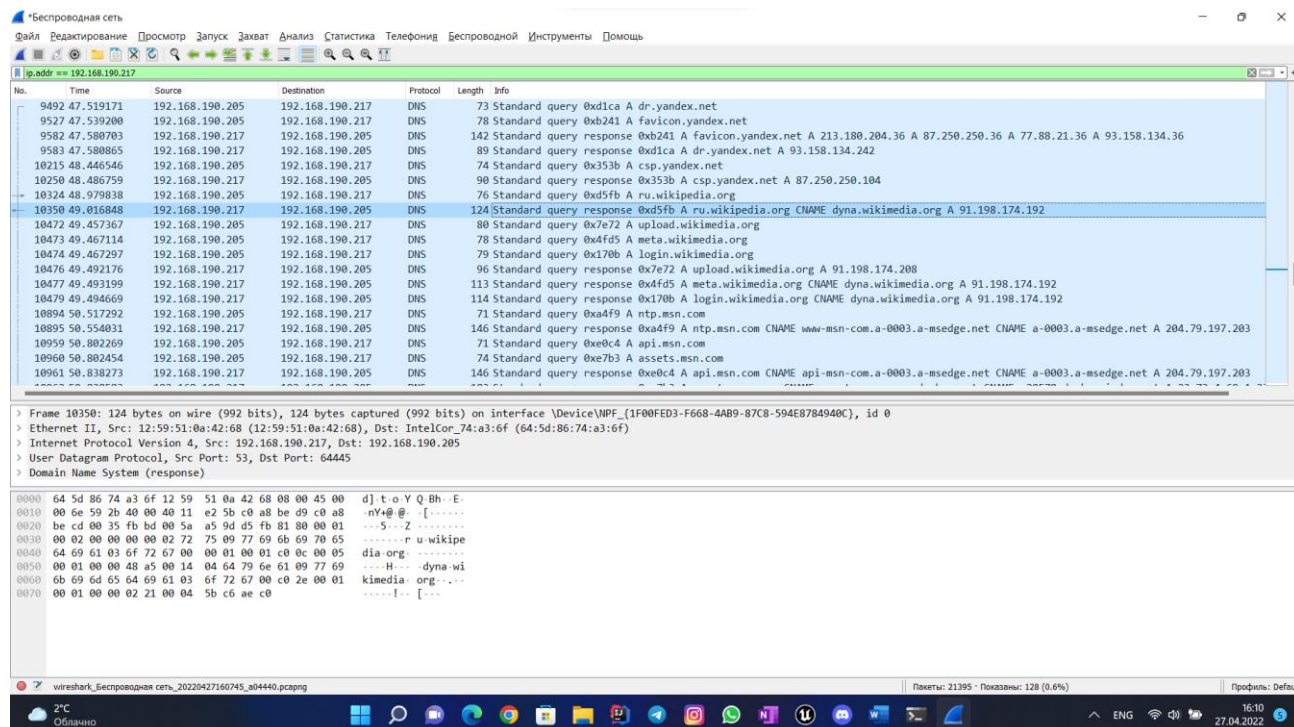 *Беспроводная сеть
Файл Редактирование Просмотр Запуск Захват Анализ Статистика Телефония Беспроводной Инструменты Помощь
ip.addr == 192.168.190.217
No. Time Source Destination Protocol Length Info
9492 47.519171 192.168.190.205 192.168.190.217 DNS 73 Standard query 0xd1ca A dr.yandex.net
9527 47.539200 192.168.190.205 192.168.190.217 DNS 78 Standard query 0xb241 A favicon.yandex.net
9582 47.580703 192.168.190.217 192.168.190.205 DNS 142 Standard query response 0xb241 A favicon.yandex.net A 213.180.204.36 A 87.250.250.36 A 77.88.21.36 A 93.158.134.36
9583 47.580865 192.168.190.217 192.168.190.205 DNS 89 Standard query response 0xd1ca A dr.yandex.net A 93.158.134.242
10215 48.446546 192.168.190.205 192.168.190.217 DNS 74 Standard query 0x353b A csp.yandex.net
10250 48.486759 192.168.190.217 192.168.190.205 DNS 90 Standard query response 0x353b A csp.yandex.net A 87.250.250.104
10324 48.979838 192.168.190.205 192.168.190.217 DNS 76 Standard query 0xd5fb A ru.wikipedia.org
10350 49.016848 192.168.190.217 192.168.190.205 DNS 124 Standard query response 0xd5fb A ru.wikipedia.org CNAME dyna.wikimedia.org A 91.198.174.192
10472 49.457367 192.168.190.205 192.168.190.217 DNS 80 Standard query 0x7e72 A upload.wikimedia.org
10473 49.467114 192.168.190.205 192.168.190.217 DNS 78 Standard query 0x4fd5 A meta.wikimedia.org
10474 49.467297 192.168.190.205 192.168.190.217 DNS 79 Standard query 0x170b A login.wikimedia.org
10476 49.492176 192.168.190.217 192.168.190.205 DNS 96 Standard query response 0x7e72 A upload.wikimedia.org A 91.198.174.208
10477 49.493199 192.168.190.217 192.168.190.205 DNS 113 Standard query response 0x4fd5 A meta.wikimedia.org CNAME dyna.wikimedia.org A 91.198.174.192
10479 49.494669 192.168.190.217 192.168.190.205 DNS 114 Standard query response 0x170b A login.wikimedia.org CNAME dyna.wikimedia.org A 91.198.174.192
10894 50.517292 192.168.190.205 192.168.190.217 DNS 71 Standard query 0xa4f9 A ntp.msn.com
10895 50.554031 192.168.190.217 192.168.190.205 DNS 146 Standard query response 0xa4f9 A ntp.msn.com CNAME www-msn-com.a-0003.a-msedge.net CNAME a-0003.a-msedge.net A 204.79.197.203
10959 50.802269 192.168.190.205 192.168.190.217 DNS 71 Standard query 0xe0c4 A api.msn.com
10960 50.802454 192.168.190.205 192.168.190.217 DNS 74 Standard query 0xe7b3 A assets.msn.com
10961 50.838273 192.168.190.217 192.168.190.205 DNS 146 Standard query response 0xe0c4 A api.msn.com CNAME api-msn-com.a-0003.a-msedge.net CNAME a-0003.a-msedge.net A 204.79.197.203
> Frame 10350: 124 bytes on wire (992 bits), 124 bytes captured (992 bits) on interface \Device\NPF_{1F00FED3-F668-4AB9-87C8-594E8784940C}, id 0
> Ethernet II, Src: 12:59:51:0a:42:68 (12:59:51:0a:42:68), Dst: IntelCor_74:a3:6f (64:5d:86:74:a3:6f)
> Internet Protocol Version 4, Src: 192.168.190.217, Dst: 192.168.190.205
> User Datagram Protocol, Src Port: 53, Dst Port: 64445
> Domain Name System (response)
0000 64 5d 86 74 a3 6f 12 59 51 0a 42 68 08 00 45 00 d]·t·o·Y Q·Bh··E·
0010 00 6e 59 2b 40 00 40 11 e2 5b c0 a8 be d9 c0 a8 ·nY+@·@· ·[······
0020 be cd 00 35 fb bd 00 5a a5 9d d5 fb 81 80 00 01 ···5···Z ········
0030 00 02 00 00 00 00 02 72 75 09 77 69 6b 69 70 65 ·······r u·wikipe
0040 64 69 61 03 6f 72 67 00 00 01 00 01 c0 0c 00 05 dia·org· ········
0050 00 01 00 00 48 a5 00 14 04 64 79 6e 61 09 77 69 ····H··· ·dyna·wi
0060 6b 69 6d 65 64 69 61 03 6f 72 67 00 c0 2e 00 01 kimedia· org··.··
0070 00 01 00 00 02 21 00 04 5b c6 ae c0 ·····!·· [···
wireshark_Беспроводная сеть_20220427160745_a04440.pcapng Пакеты: 21395 · Показаны: 128 (0.6%) Профиль: Defau
2°C
Облачно
ENG
16:10
27.04.2022
5